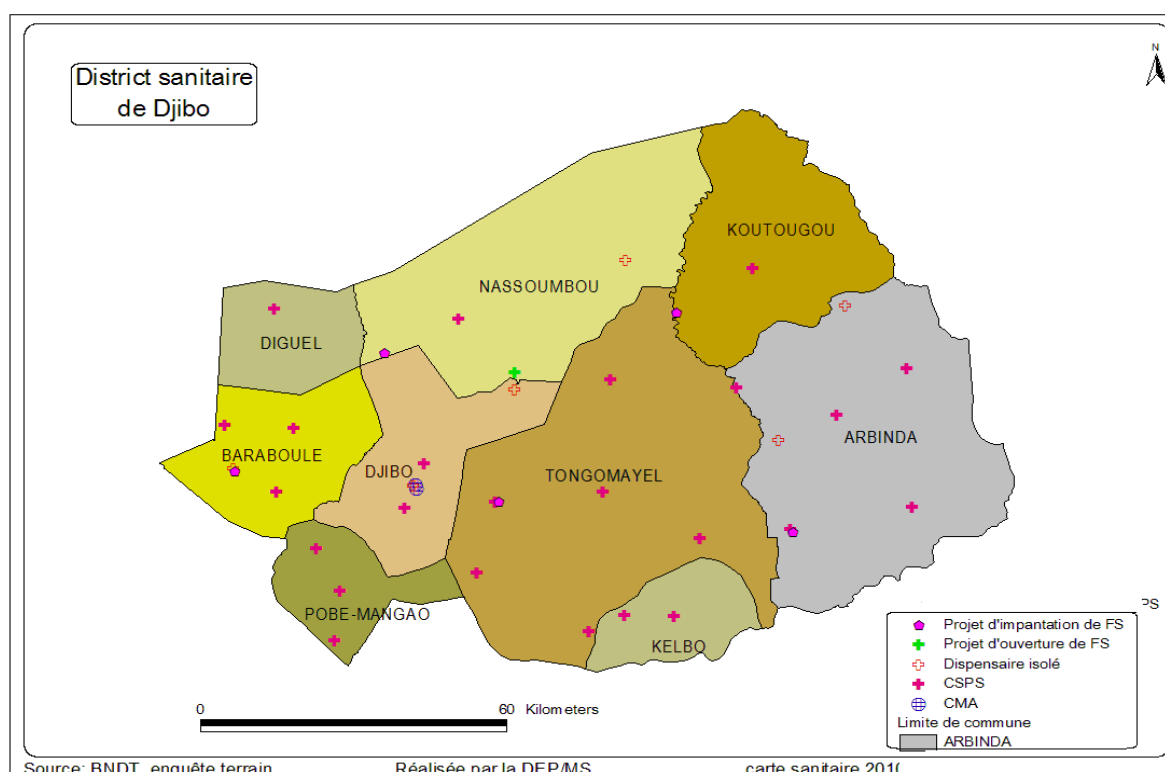 District sanitaire
de Djibo
N
KOUTOUGOU
NASSOUMBOU
DIGUEL
ARBINDA
BARABOULE
DJIBO
TONGOMAYEL
POBE-MANGAO
KELBO
PS
Projet d'impantation de FS
Projet d'ouverture de FS
Dispensaire isolé
CSPS
CMA
Limite de commune
ARBINDA
0 60 Kilometers
Source: BNDT, enquête terrain Réalisée par la DEP/MS carte sanitaire 2010